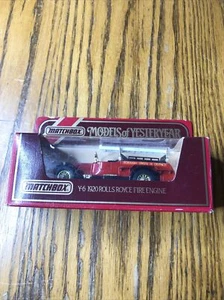 MATCHBOX
MODELS of YESTERYEAR
MATCHBOX
Y-6 1920 ROLLS ROYCE FIRE ENGINE